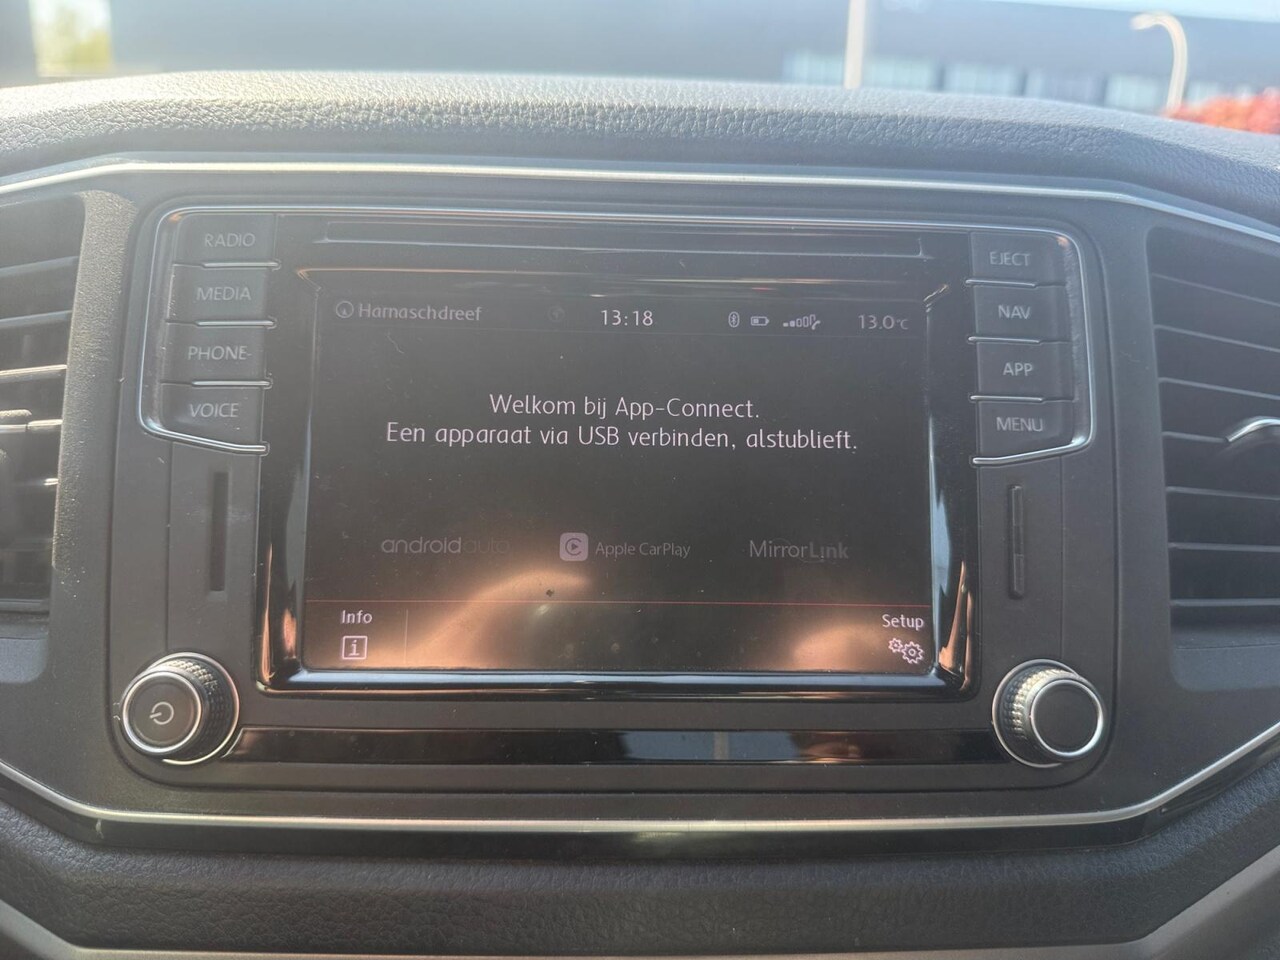 RADIO
MEDIA
PHONE
VOICE
EJECT
NAV
APP
MENU
Harnaschdreef
13:18
13.0°C
Welkom bij App-Connect.
Een apparaat via USB verbinden, alstublieft.
androidauto
Apple CarPlay
MirrorLink
Info
i
Setup